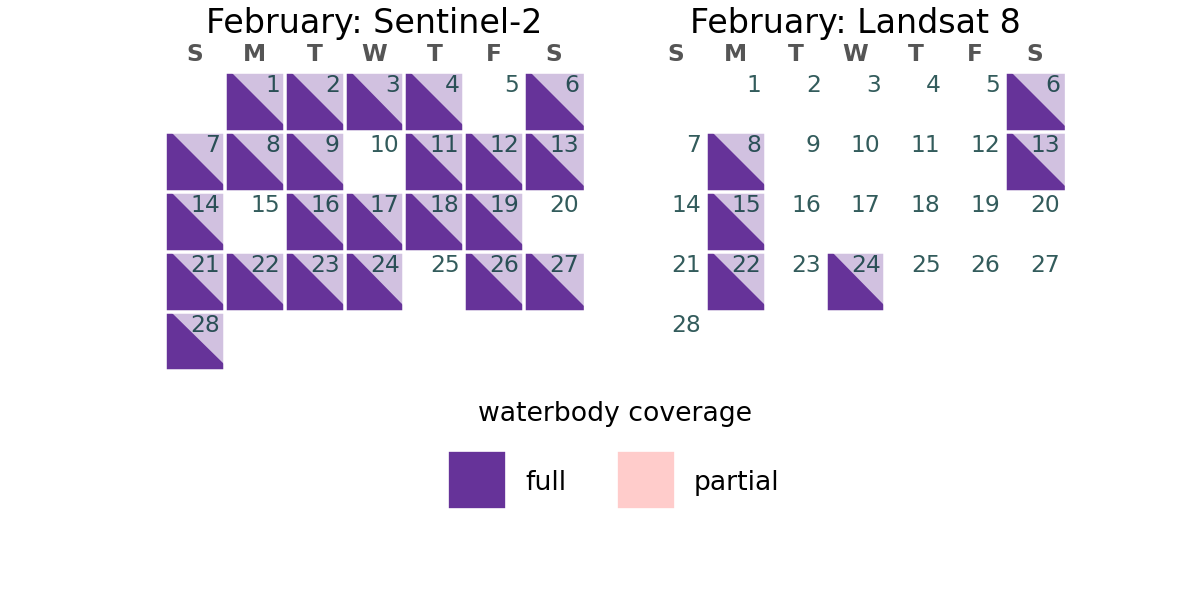 February: Sentinel-2
S M T W T F S
1 2 3 4 5 6
7 8 9 10 11 12 13
14 15 16 17 18 19 20
21 22 23 24 25 26 27
28
February: Landsat 8
S M T W T F S
1 2 3 4 5 6
7 8 9 10 11 12 13
14 15 16 17 18 19 20
21 22 23 24 25 26 27
28
waterbody coverage
full partial